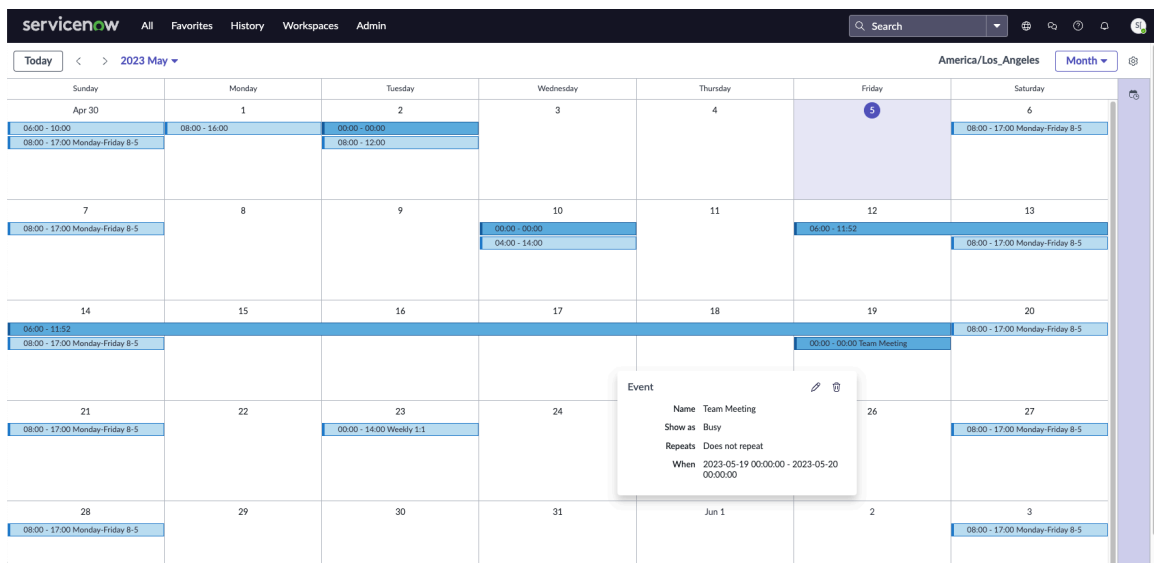 servicenow All Favorites History Workspaces Admin Search
Today 2023 May America/Los_Angeles Month
Sunday Monday Tuesday Wednesday Thursday Friday Saturday
Apr 30 1 2 3 4 5 6
06:00 - 10:00 08:00 - 16:00 00:00 - 00:00 08:00 - 17:00 Monday-Friday 8-5
08:00 - 17:00 Monday-Friday 8-5 08:00 - 12:00
7 8 9 10 11 12 13
08:00 - 17:00 Monday-Friday 8-5 00:00 - 00:00 06:00 - 11:52
04:00 - 14:00 08:00 - 17:00 Monday-Friday 8-5
14 15 16 17 18 19 20
06:00 - 11:52 08:00 - 17:00 Monday-Friday 8-5
08:00 - 17:00 Monday-Friday 8-5 00:00 - 00:00 Team Meeting
Event
Name Team Meeting
Show as Busy
Repeats Does not repeat
When 2023-05-19 00:00:00 - 2023-05-20
00:00:00
21 22 23 24 26 27
08:00 - 17:00 Monday-Friday 8-5 00:00 - 14:00 Weekly 1:1 08:00 - 17:00 Monday-Friday 8-5
28 29 30 31 Jun 1 2 3
08:00 - 17:00 Monday-Friday 8-5 08:00 - 17:00 Monday-Friday 8-5